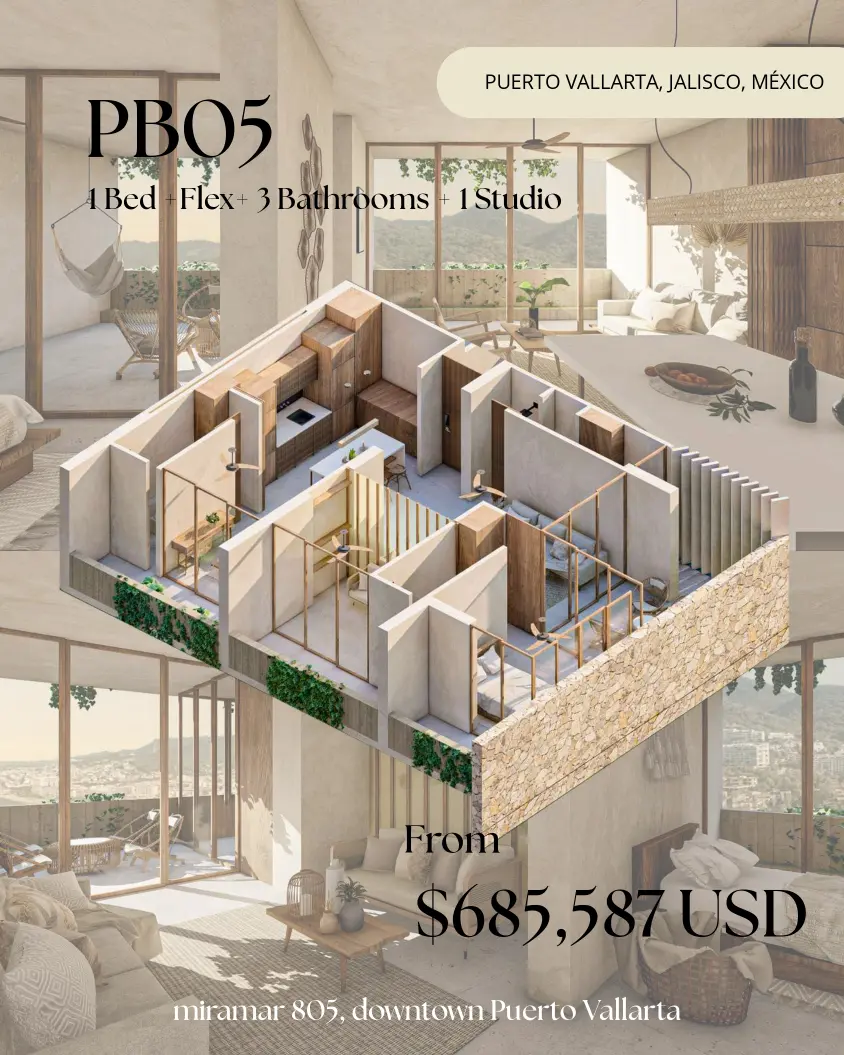 PUERTO VALLARTA, JALISCO, MÉXICO
PB05
1 Bed +Flex+ 3 Bathrooms + 1 Studio
From
$685,587 USD
miramar 805, downtown Puerto Vallarta